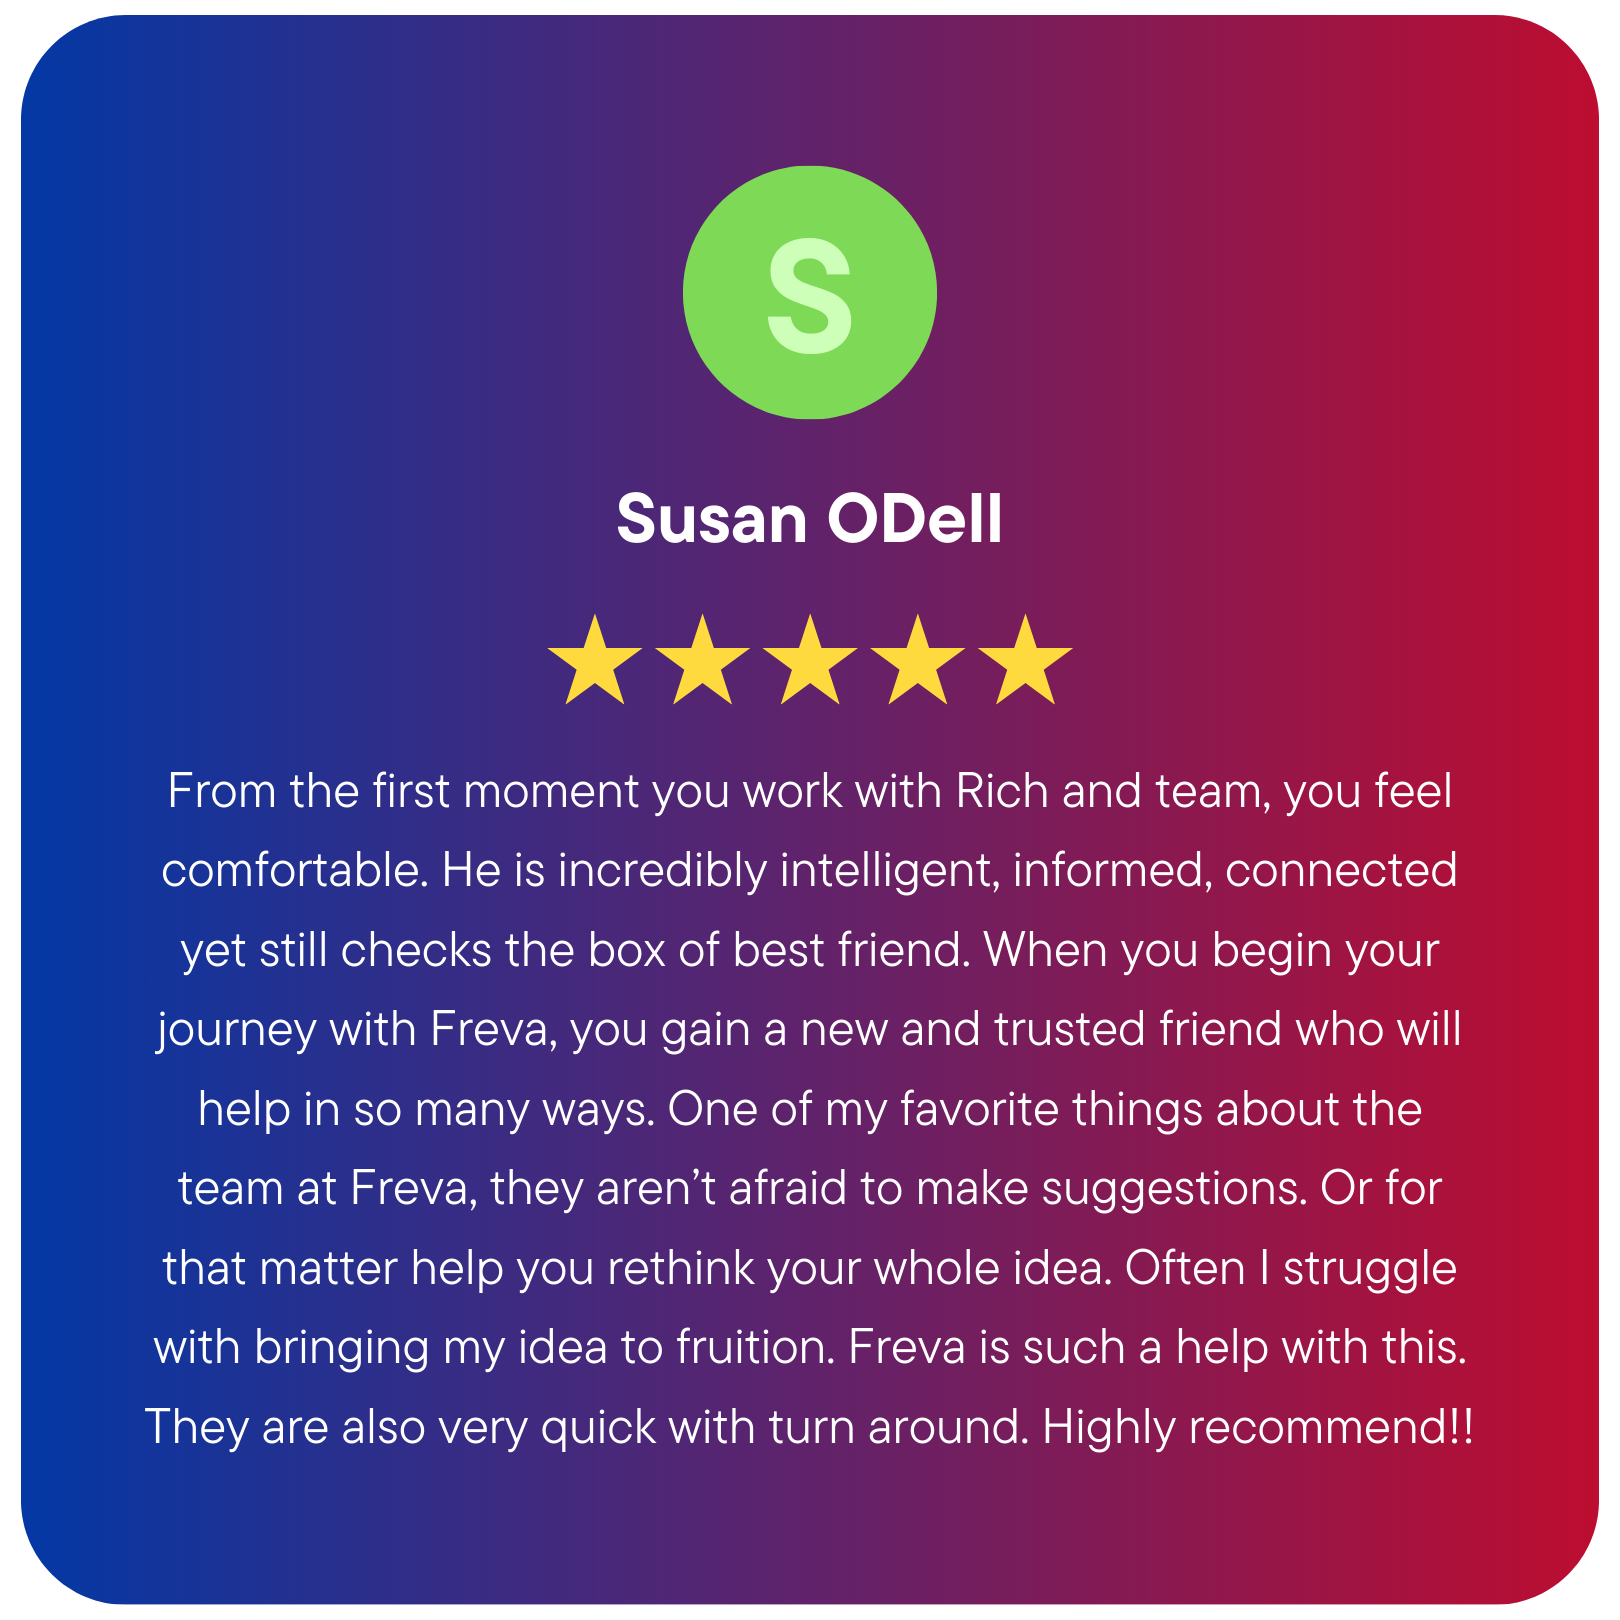 S
Susan ODell
From the first moment you work with Rich and team, you feel
comfortable. He is incredibly intelligent, informed, connected
yet still checks the box of best friend. When you begin your
journey with Freva, you gain a new and trusted friend who will
help in so many ways. One of my favorite things about the
team at Freva, they aren’t afraid to make suggestions. Or for
that matter help you rethink your whole idea. Often I struggle
with bringing my idea to fruition. Freva is such a help with this.
They are also very quick with turn around. Highly recommend!!